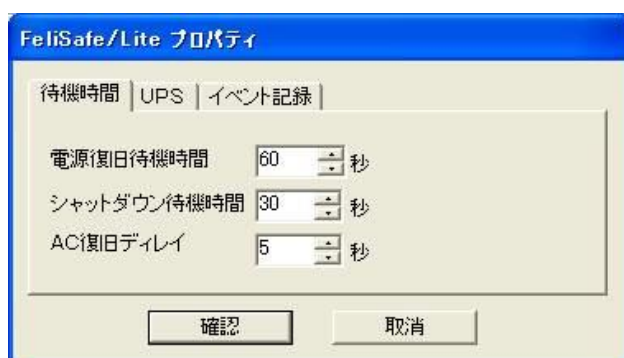 FeliSafe/Lite プロパティ
待機時間 UPS イベント記録
電源復旧待機時間 60 秒
シャットダウン待機時間 30 秒
AC復旧ディレイ 5 秒
確認 取消